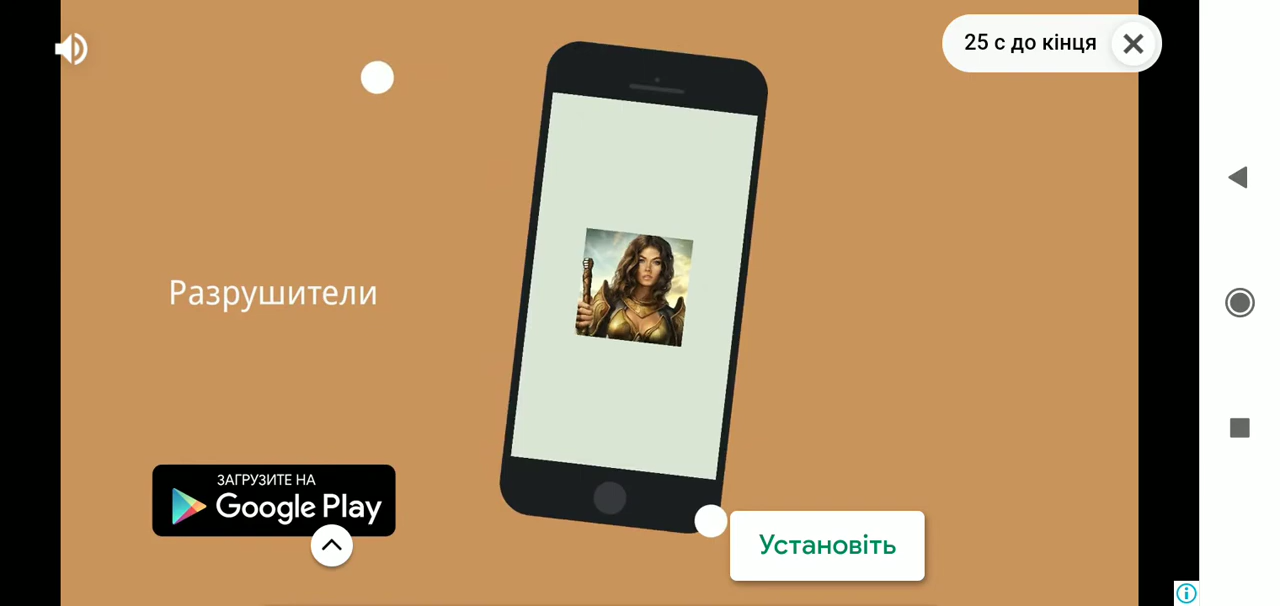 25 с до кінця
Разрушители
ЗАГРУЗИТЕ НА
Google Play
Установіть